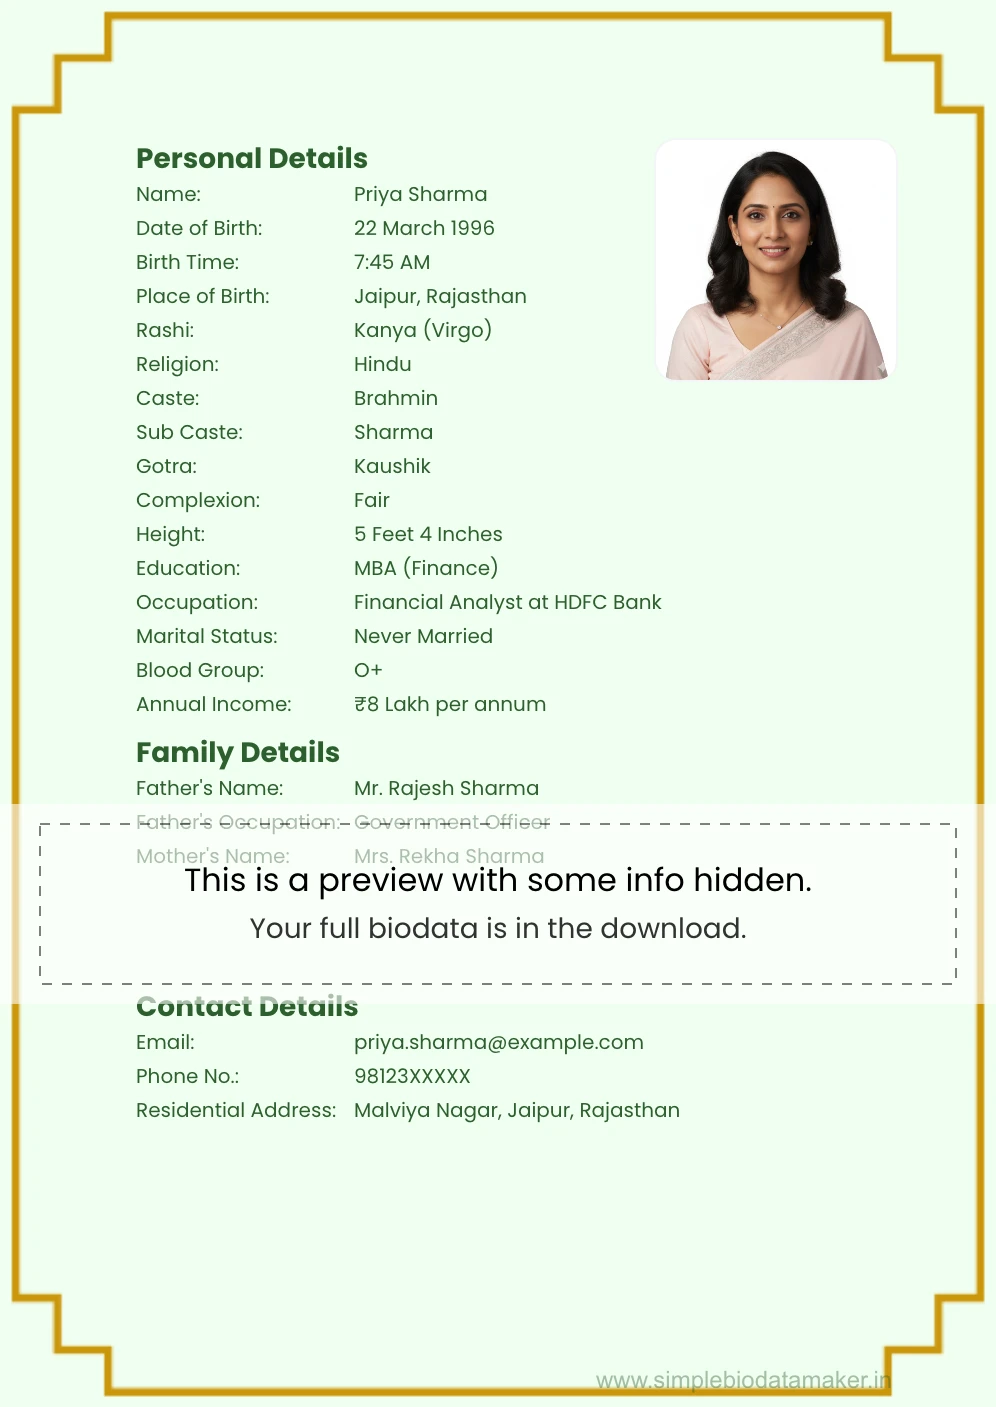 Personal Details
Name: Priya Sharma
Date of Birth: 22 March 1996
Birth Time: 7:45 AM
Place of Birth: Jaipur, Rajasthan
Rashi: Kanya (Virgo)
Religion: Hindu
Caste: Brahmin
Sub Caste: Sharma
Gotra: Kaushik
Complexion: Fair
Height: 5 Feet 4 Inches
Education: MBA (Finance)
Occupation: Financial Analyst at HDFC Bank
Marital Status: Never Married
Blood Group: O+
Annual Income: ₹8 Lakh per annum
Family Details
Father's Name: Mr. Rajesh Sharma
Father's Occupation: Government Officer
Mother's Name: Mrs. Rekha Sharma
This is a preview with some info hidden.
Your full biodata is in the download.
Contact Details
Email: priya.sharma@example.com
Phone No.: 98123XXXXX
Residential Address: Malviya Nagar, Jaipur, Rajasthan
www.simplebiodatamaker.in